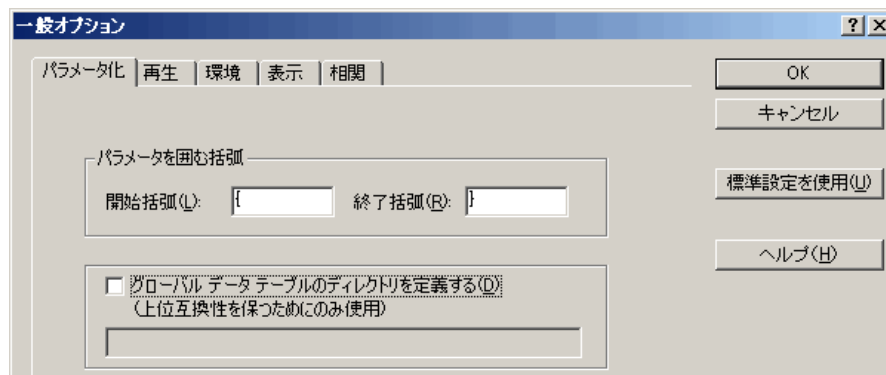 一般オプション
パラメータ化 再生 環境 表示 相関
OK
キャンセル
パラメータを囲む括弧
開始括弧(L): { 終了括弧(R): }
標準設定を使用(U)
ヘルプ(H)
グローバル データ テーブルのディレクトリを定義する(D)
(上位互換性を保つためにのみ使用)